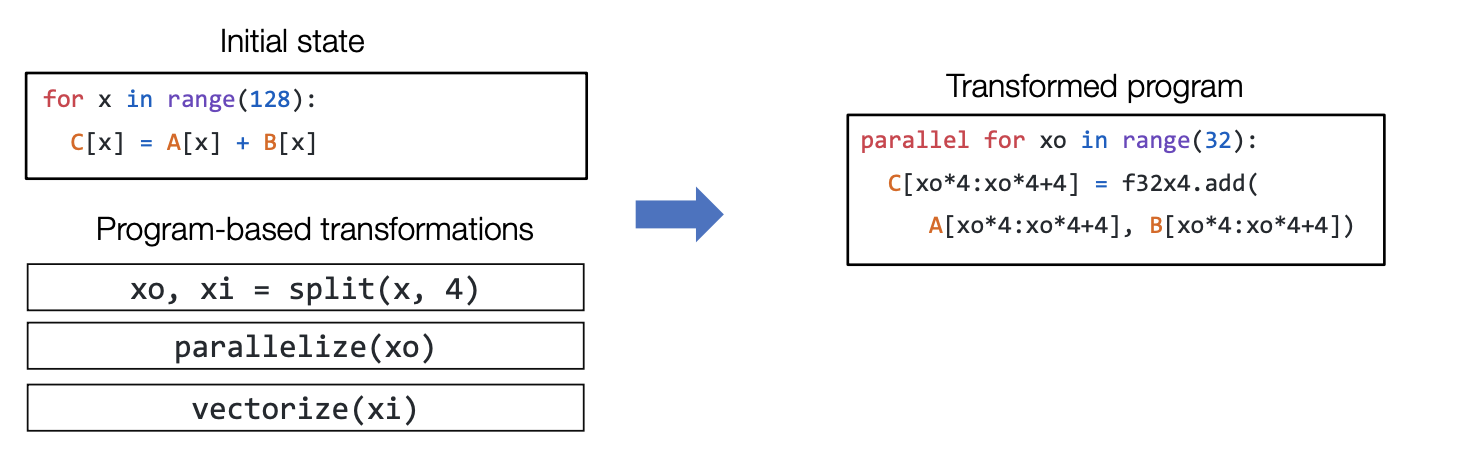 Initial state
for x in range(128):
C[x] = A[x] + B[x]
Program-based transformations
xo, xi = split(x, 4)
parallelize(xo)
vectorize(xi)
Transformed program
parallel for xo in range(32):
C[xo*4:xo*4+4] = f32x4.add(
A[xo*4:xo*4+4], B[xo*4:xo*4+4])